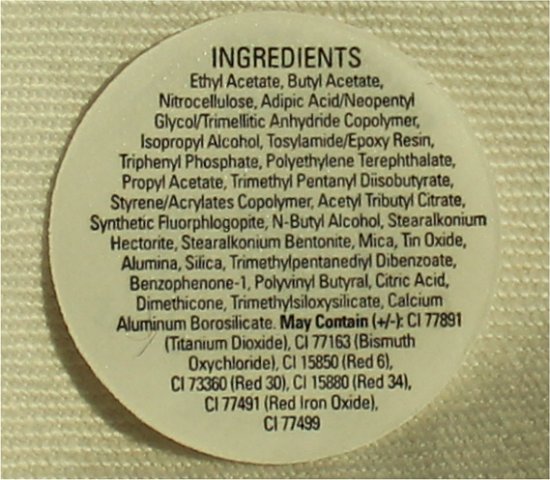 INGREDIENTS
Ethyl Acetate, Butyl Acetate,
Nitrocellulose, Adipic Acid/Neopentyl
Glycol/Trimellitic Anhydride Copolymer,
Isopropyl Alcohol, Tosylamide/Epoxy Resin,
Triphenyl Phosphate, Polyethylene Terephthalate,
Propyl Acetate, Trimethyl Pentanyl Diisobutyrate,
Styrene/Acrylates Copolymer, Acetyl Tributyl Citrate,
Synthetic Fluorphlogopite, N-Butyl Alcohol, Stearalkonium
Hectorite, Stearalkonium Bentonite, Mica, Tin Oxide,
Alumina, Silica, Trimethylpentanediyl Dibenzoate,
Benzophenone-1, Polyvinyl Butyral, Citric Acid,
Dimethicone, Trimethylsiloxysilicate, Calcium
Aluminum Borosilicate. May Contain (+/-): CI 77891
(Titanium Dioxide), CI 77163 (Bismuth
Oxychloride), CI 15850 (Red 6),
CI 73360 (Red 30), CI 15880 (Red 34),
CI 77491 (Red Iron Oxide),
CI 77499